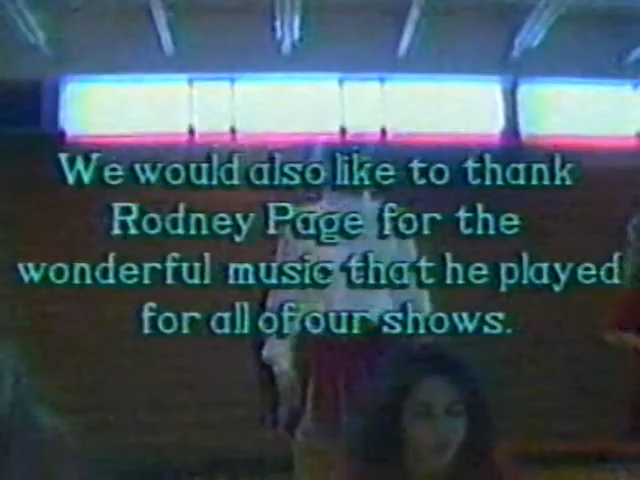 We would also like to thank
Rodney Page for the
wonderful music that he played
for all of our shows.